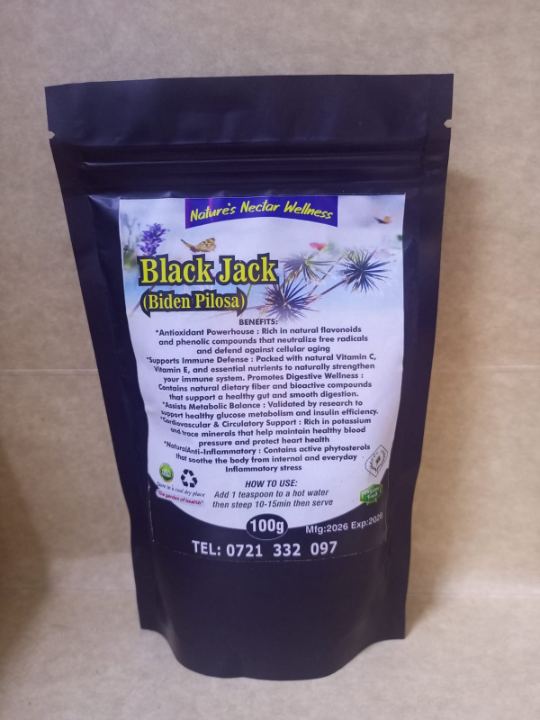 Nature's Nectar Wellness
Black Jack
(Biden Pilosa)
BENEFITS:
*Antioxidant Powerhouse : Rich in natural flavonoids
and phenolic compounds that neutralize free radicals
and defend against cellular aging
*Supports Immune Defense : Packed with natural Vitamin C,
Vitamin E, and essential nutrients to naturally strengthen
your immune system. Promotes Digestive Wellness :
Contains natural dietary fiber and bioactive compounds
that support a healthy gut and smooth digestion.
*Assists Metabolic Balance : Validated by research to
support healthy glucose metabolism and insulin efficiency.
*Cardiovascular & Circulatory Support : Rich in potassium
and trace minerals that help maintain healthy blood
pressure and protect heart health
*NaturalAnti-Inflammatory : Contains active phytosterols
that soothe the body from internal and everyday
Inflammatory stress
HOW TO USE:
Add 1 teaspoon to a hot water
then steep 10-15min then serve
Store in a cool dry place
100g
Mfg:2026 Exp:
TEL: 0721 332 097